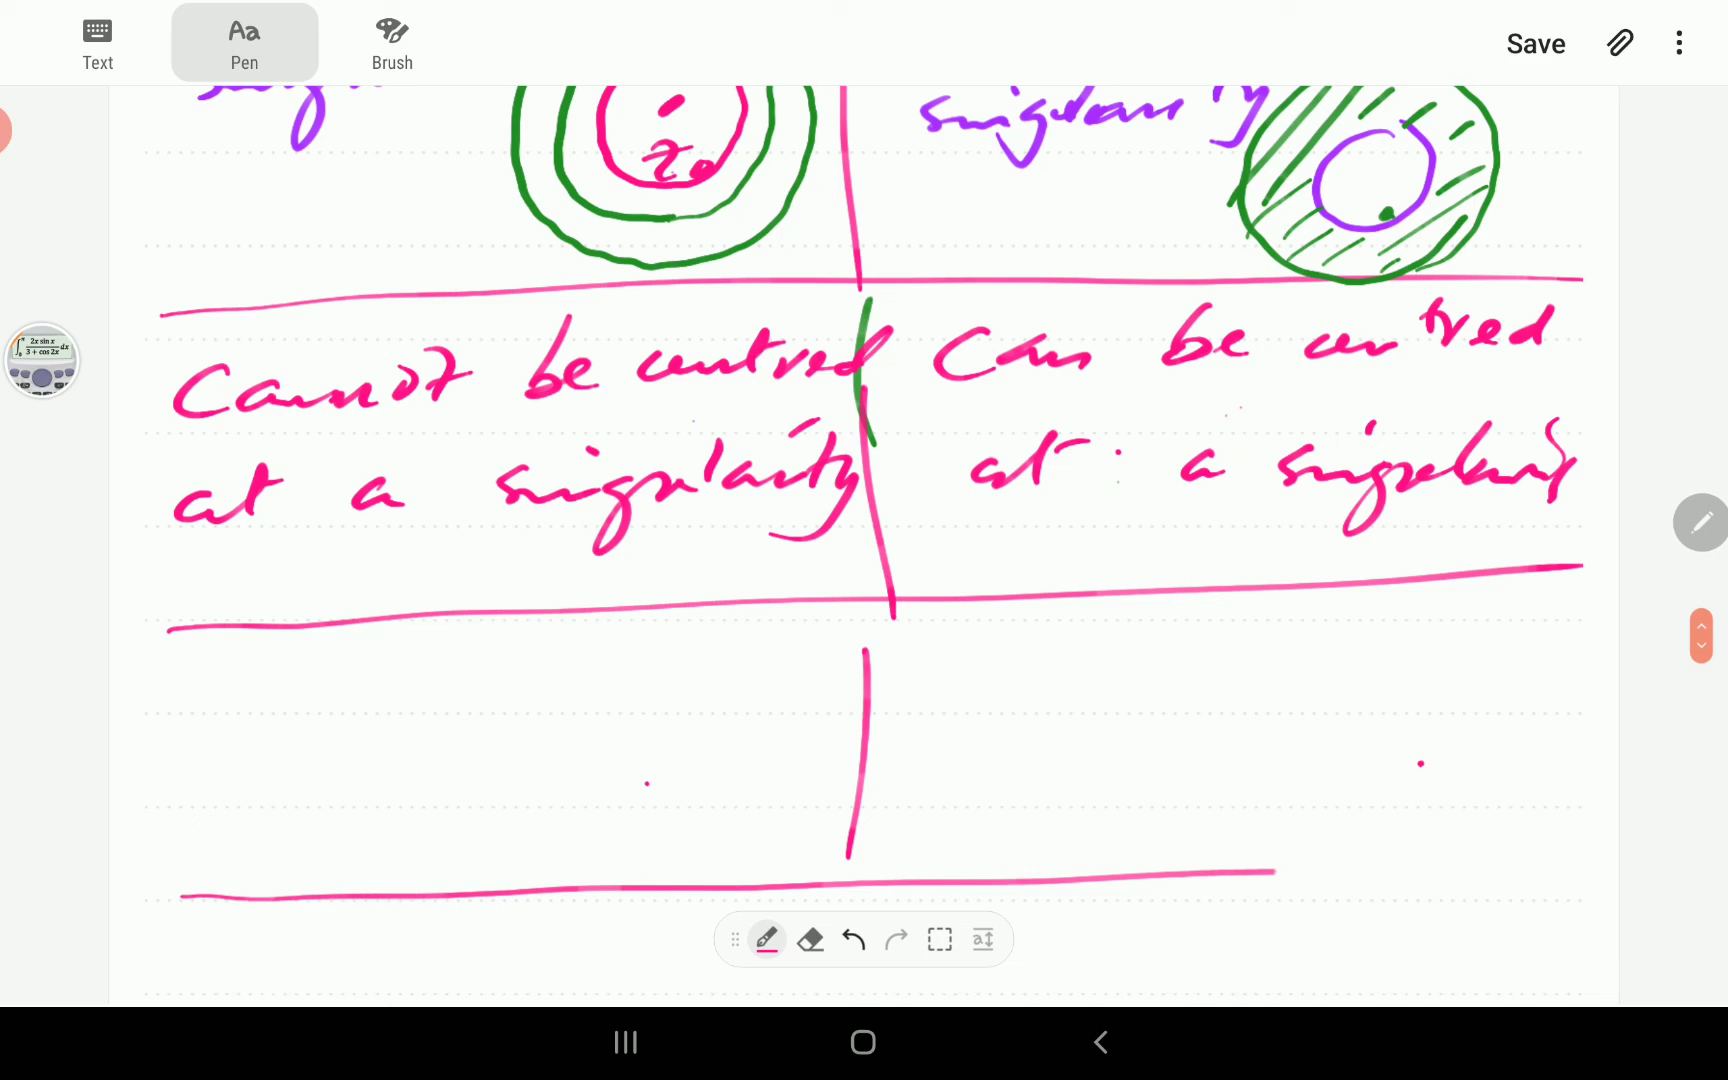 Text
Pen
Brush
Save
z₀
singularity
Cannot be centred
at a singularity
Can be centred
at a singularity